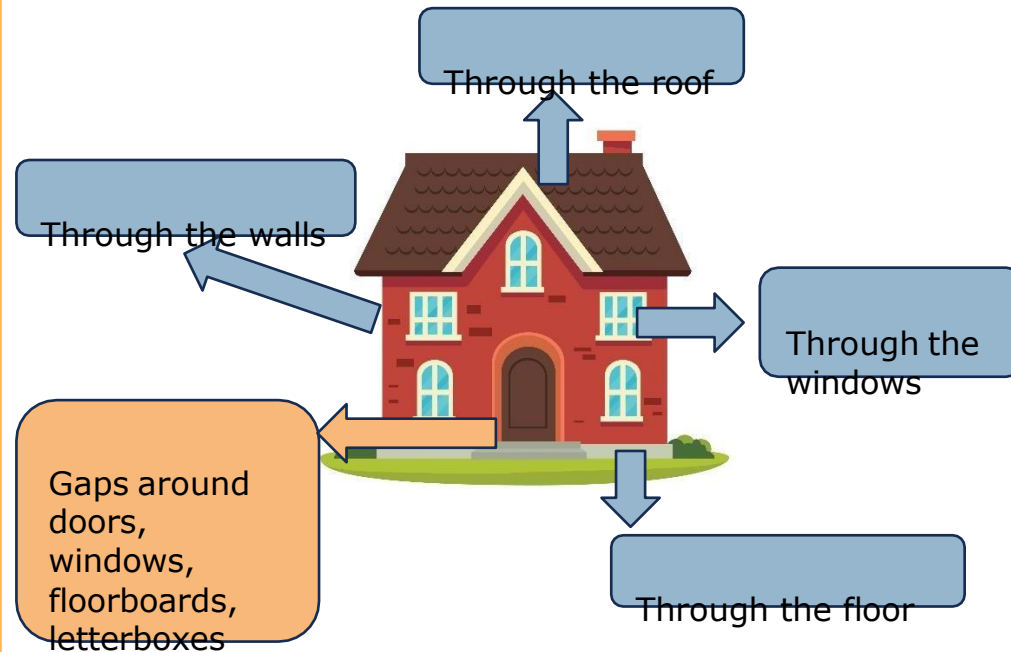 Through the roof
Through the walls
Through the
windows
Gaps around
doors,
windows,
floorboards,
letterboxes
Through the floor